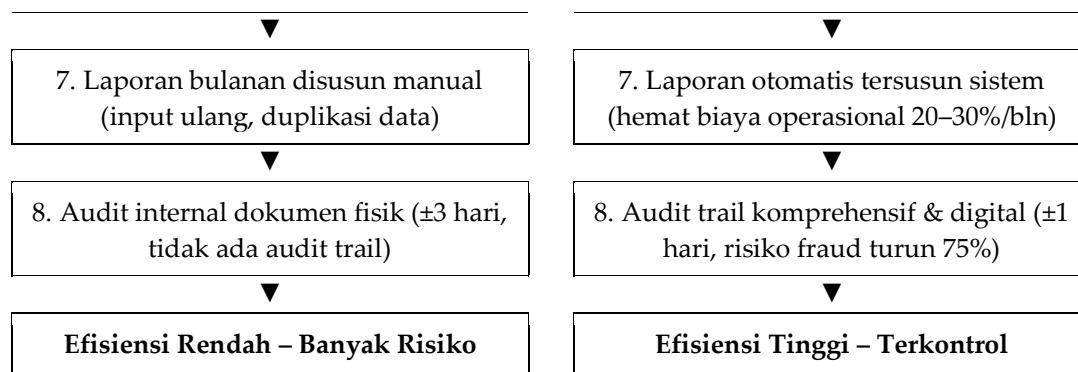 7. Laporan bulanan disusun manual
(input ulang, duplikasi data)
7. Laporan otomatis tersusun sistem
(hemat biaya operasional 20–30%/bln)
8. Audit internal dokumen fisik (±3 hari,
tidak ada audit trail)
8. Audit trail komprehensif & digital (±1
hari, risiko fraud turun 75%)
Efisiensi Rendah – Banyak Risiko
Efisiensi Tinggi – Terkontrol